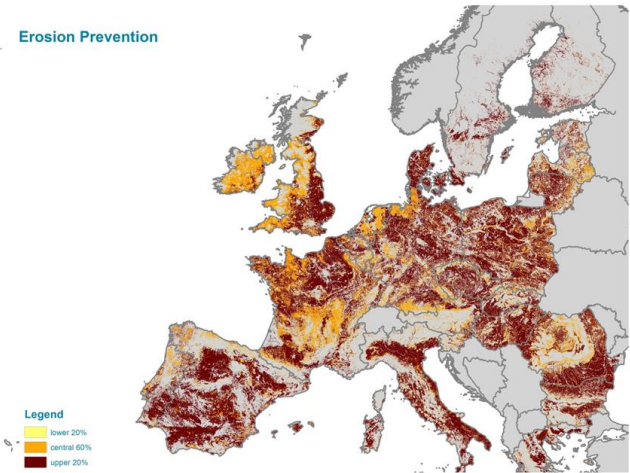 Erosion Prevention
Legend
lower 20%
central 60%
upper 20%